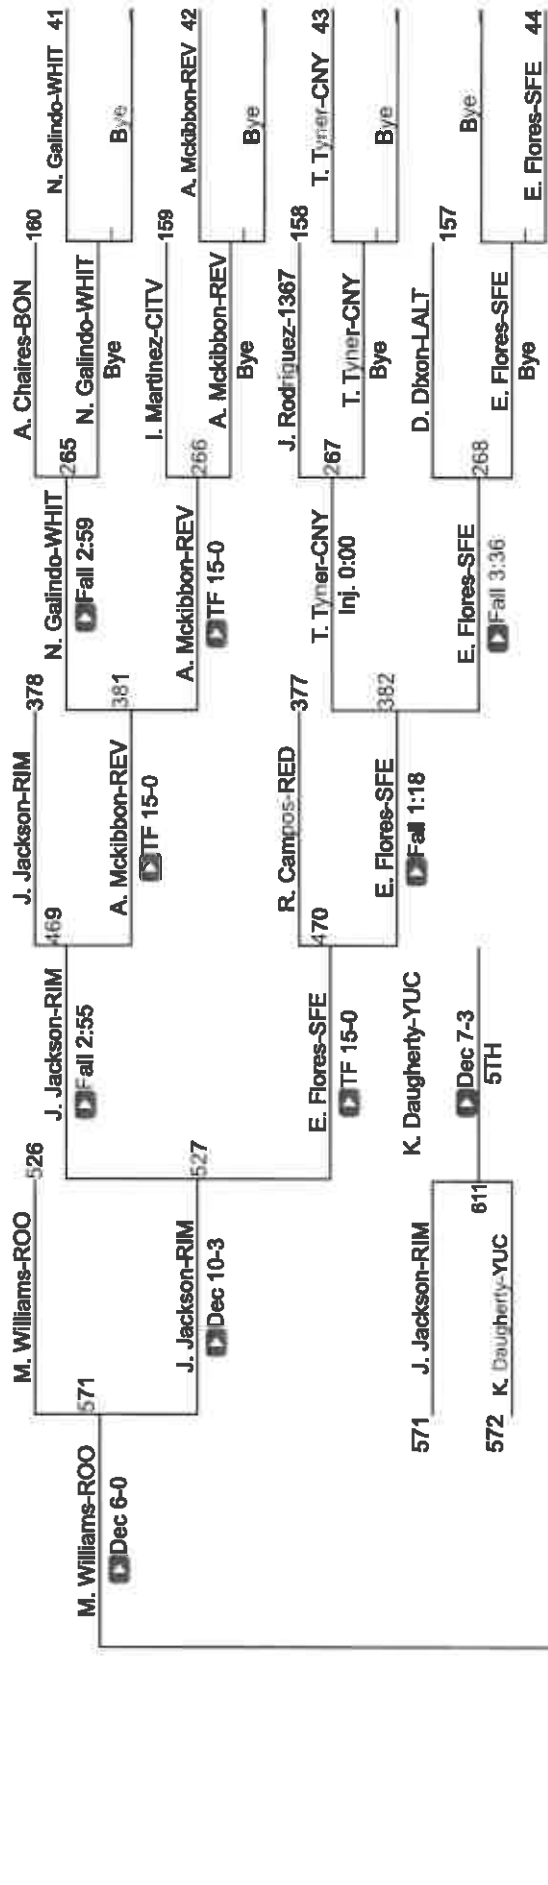 A. Chaires-BON 160
N. Galindo-WHIT 41
Bye
N. Galindo-WHIT
Bye
265
N. Galindo-WHIT
Fall 2:59
I. Martinez-CITV 159
A. Mckibbon-REV 42
Bye
A. Mckibbon-REV
Bye
266
A. Mckibbon-REV
TF 15-0
J. Jackson-RIM 378
381
A. Mckibbon-REV
TF 15-0
469
J. Jackson-RIM
Fall 2:55
J. Rodriguez-1367 158
T. Tyner-CNY 43
Bye
T. Tyner-CNY
Bye
267
T. Tyner-CNY
Inj. 0:00
D. Dixon-LALT 157
Bye
E. Flores-SFE 44
E. Flores-SFE
Bye
268
E. Flores-SFE
Fall 3:36
R. Campos-RED 377
382
E. Flores-SFE
Fall 1:18
470
E. Flores-SFE
TF 15-0
M. Williams-ROO 526
527
J. Jackson-RIM
Dec 10-3
571
M. Williams-ROO
Dec 6-0
571 J. Jackson-RIM
572 K. Daugherty-YUC
611
K. Daugherty-YUC
Dec 7-3
5TH